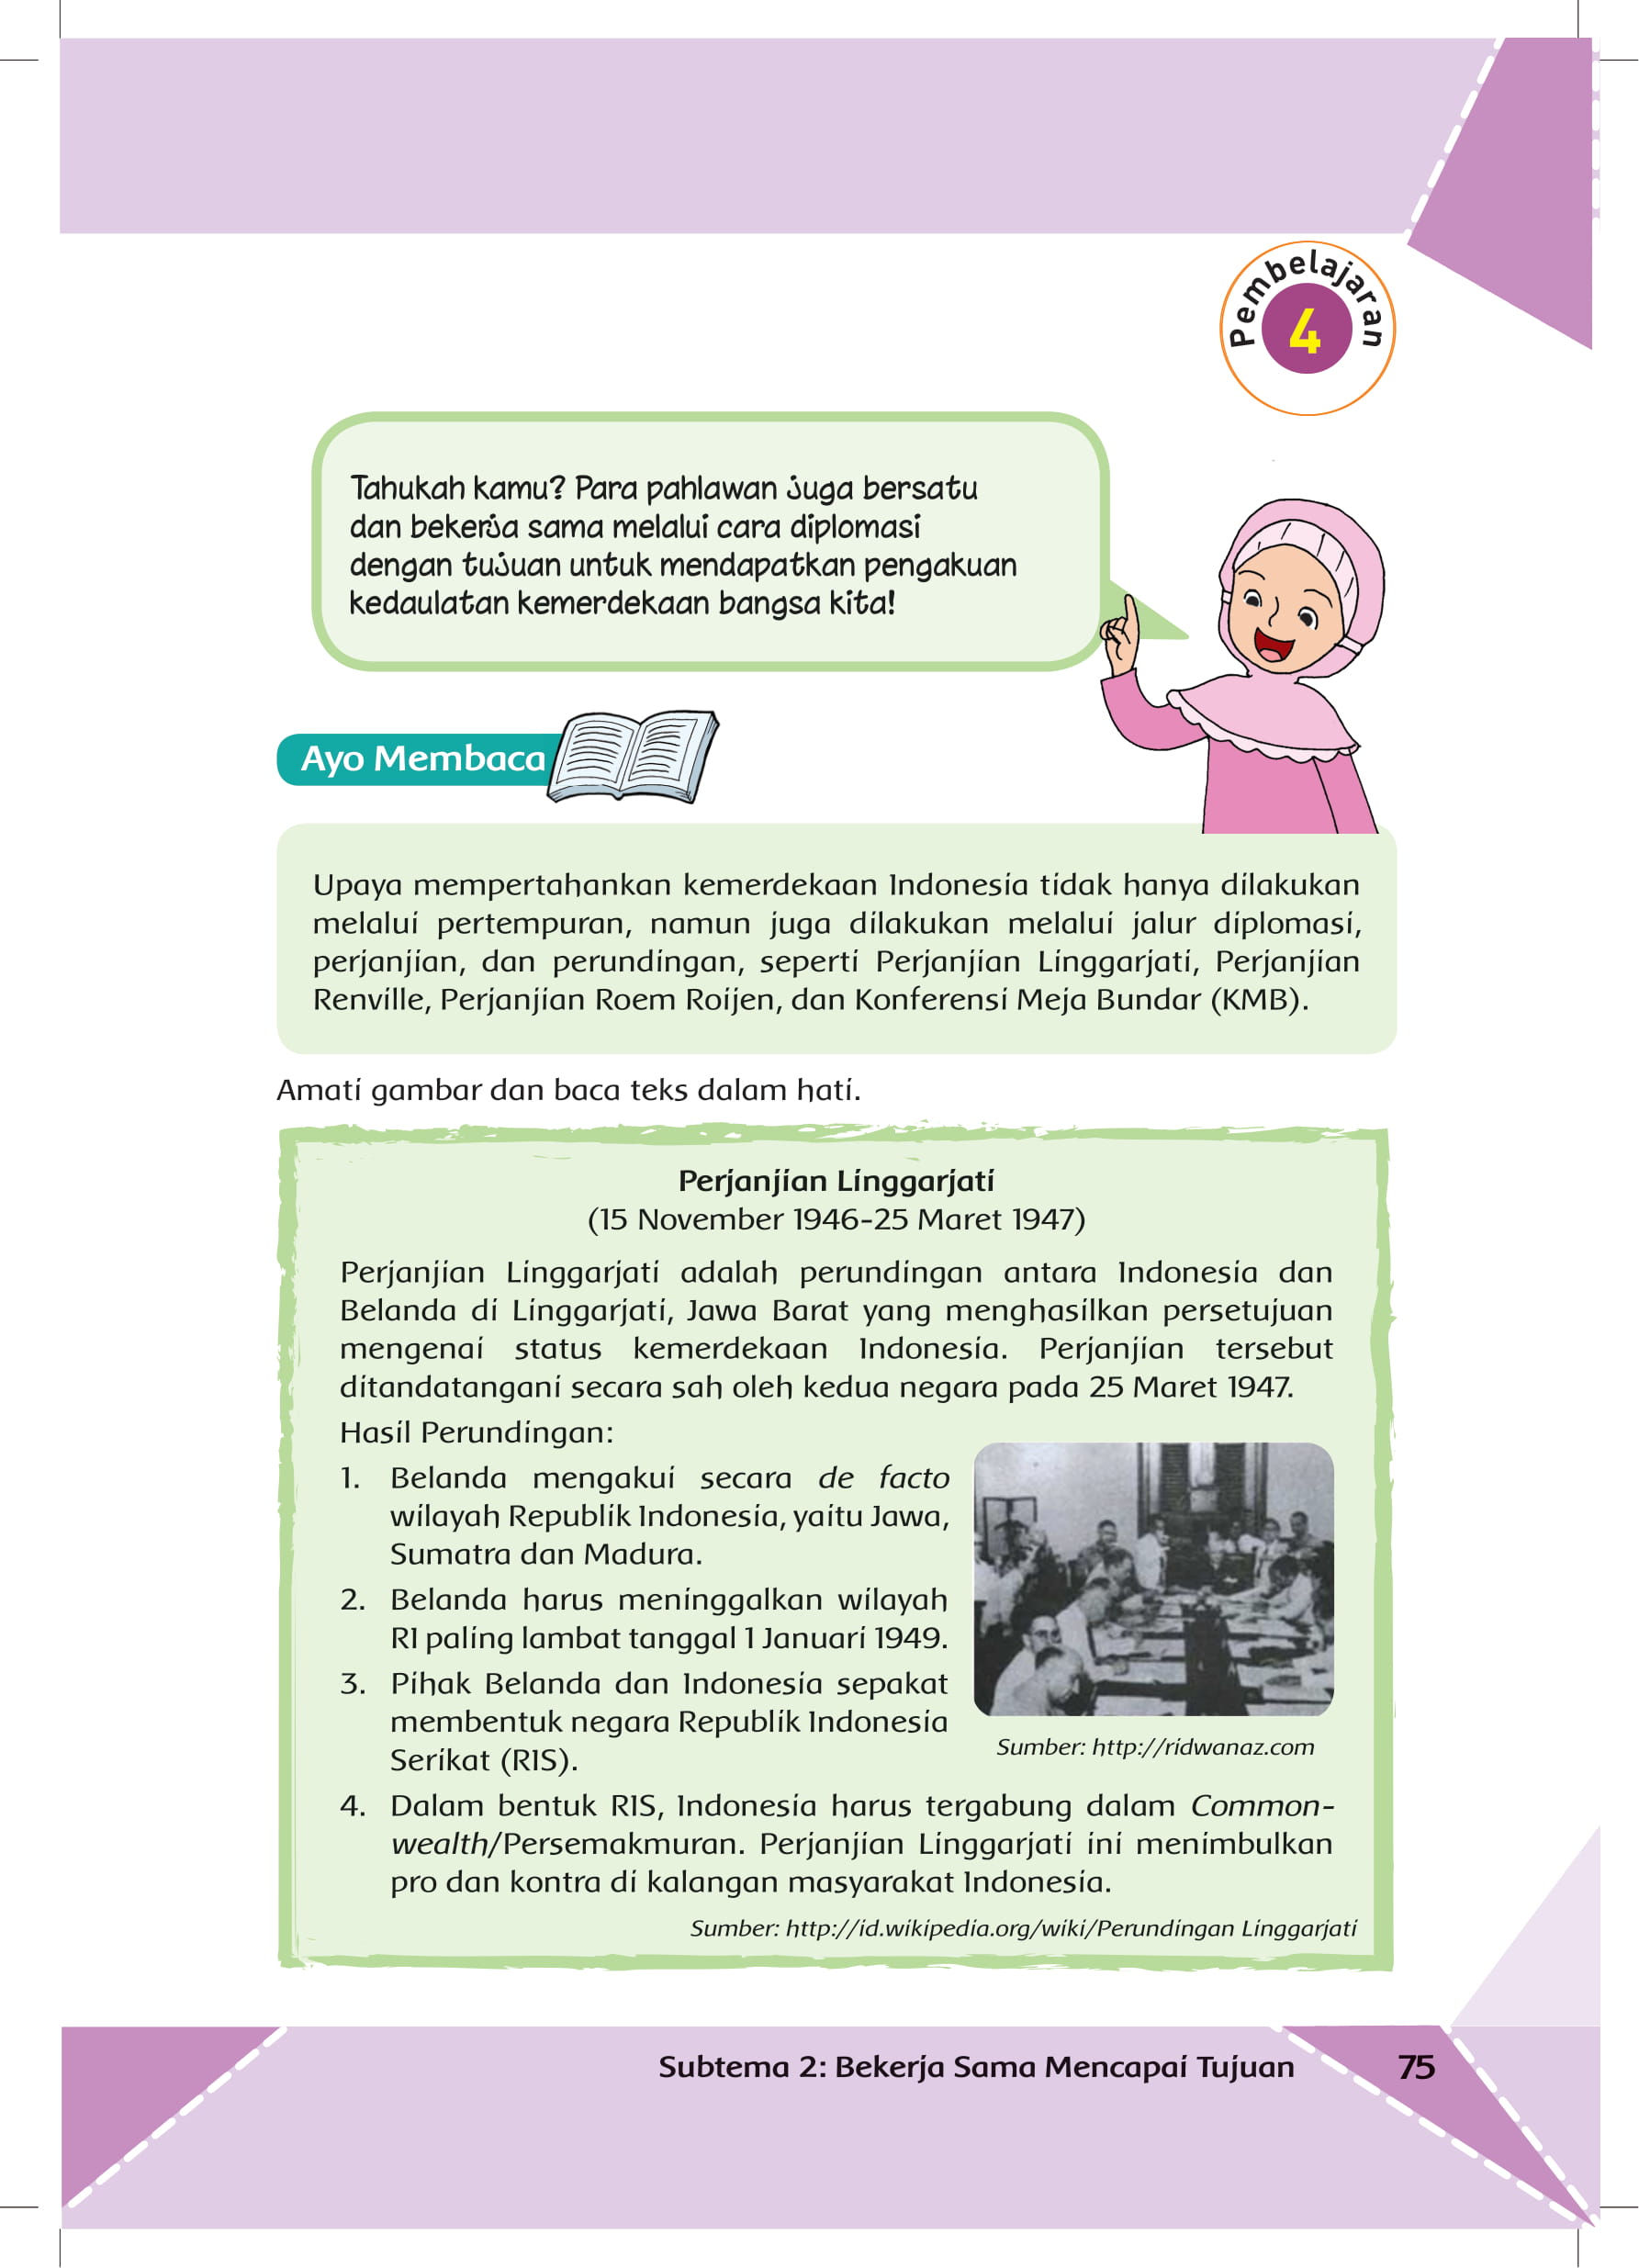 Pembelajaran
4
Tahukah kamu? Para pahlawan juga bersatu
dan bekerja sama melalui cara diplomasi
dengan tujuan untuk mendapatkan pengakuan
kedaulatan kemerdekaan bangsa kita!
Ayo Membaca
Upaya mempertahankan kemerdekaan Indonesia tidak hanya dilakukan
melalui pertempuran, namun juga dilakukan melalui jalur diplomasi,
perjanjian, dan perundingan, seperti Perjanjian Linggarjati, Perjanjian
Renville, Perjanjian Roem Roijen, dan Konferensi Meja Bundar (KMB).
Amati gambar dan baca teks dalam hati.
Perjanjian Linggarjati
(15 November 1946-25 Maret 1947)
Perjanjian Linggarjati adalah perundingan antara Indonesia dan
Belanda di Linggarjati, Jawa Barat yang menghasilkan persetujuan
mengenai status kemerdekaan Indonesia. Perjanjian tersebut
ditandatangani secara sah oleh kedua negara pada 25 Maret 1947.
Hasil Perundingan:
1. Belanda mengakui secara de facto
wilayah Republik Indonesia, yaitu Jawa,
Sumatra dan Madura.
2. Belanda harus meninggalkan wilayah
RI paling lambat tanggal 1 Januari 1949.
3. Pihak Belanda dan Indonesia sepakat
membentuk negara Republik Indonesia
Serikat (RIS).
Sumber: http://ridwanaz.com
4. Dalam bentuk RIS, Indonesia harus tergabung dalam Common-
wealth/Persemakmuran. Perjanjian Linggarjati ini menimbulkan
pro dan kontra di kalangan masyarakat Indonesia.
Sumber: http://id.wikipedia.org/wiki/Perundingan Linggarjati
Subtema 2: Bekerja Sama Mencapai Tujuan
75